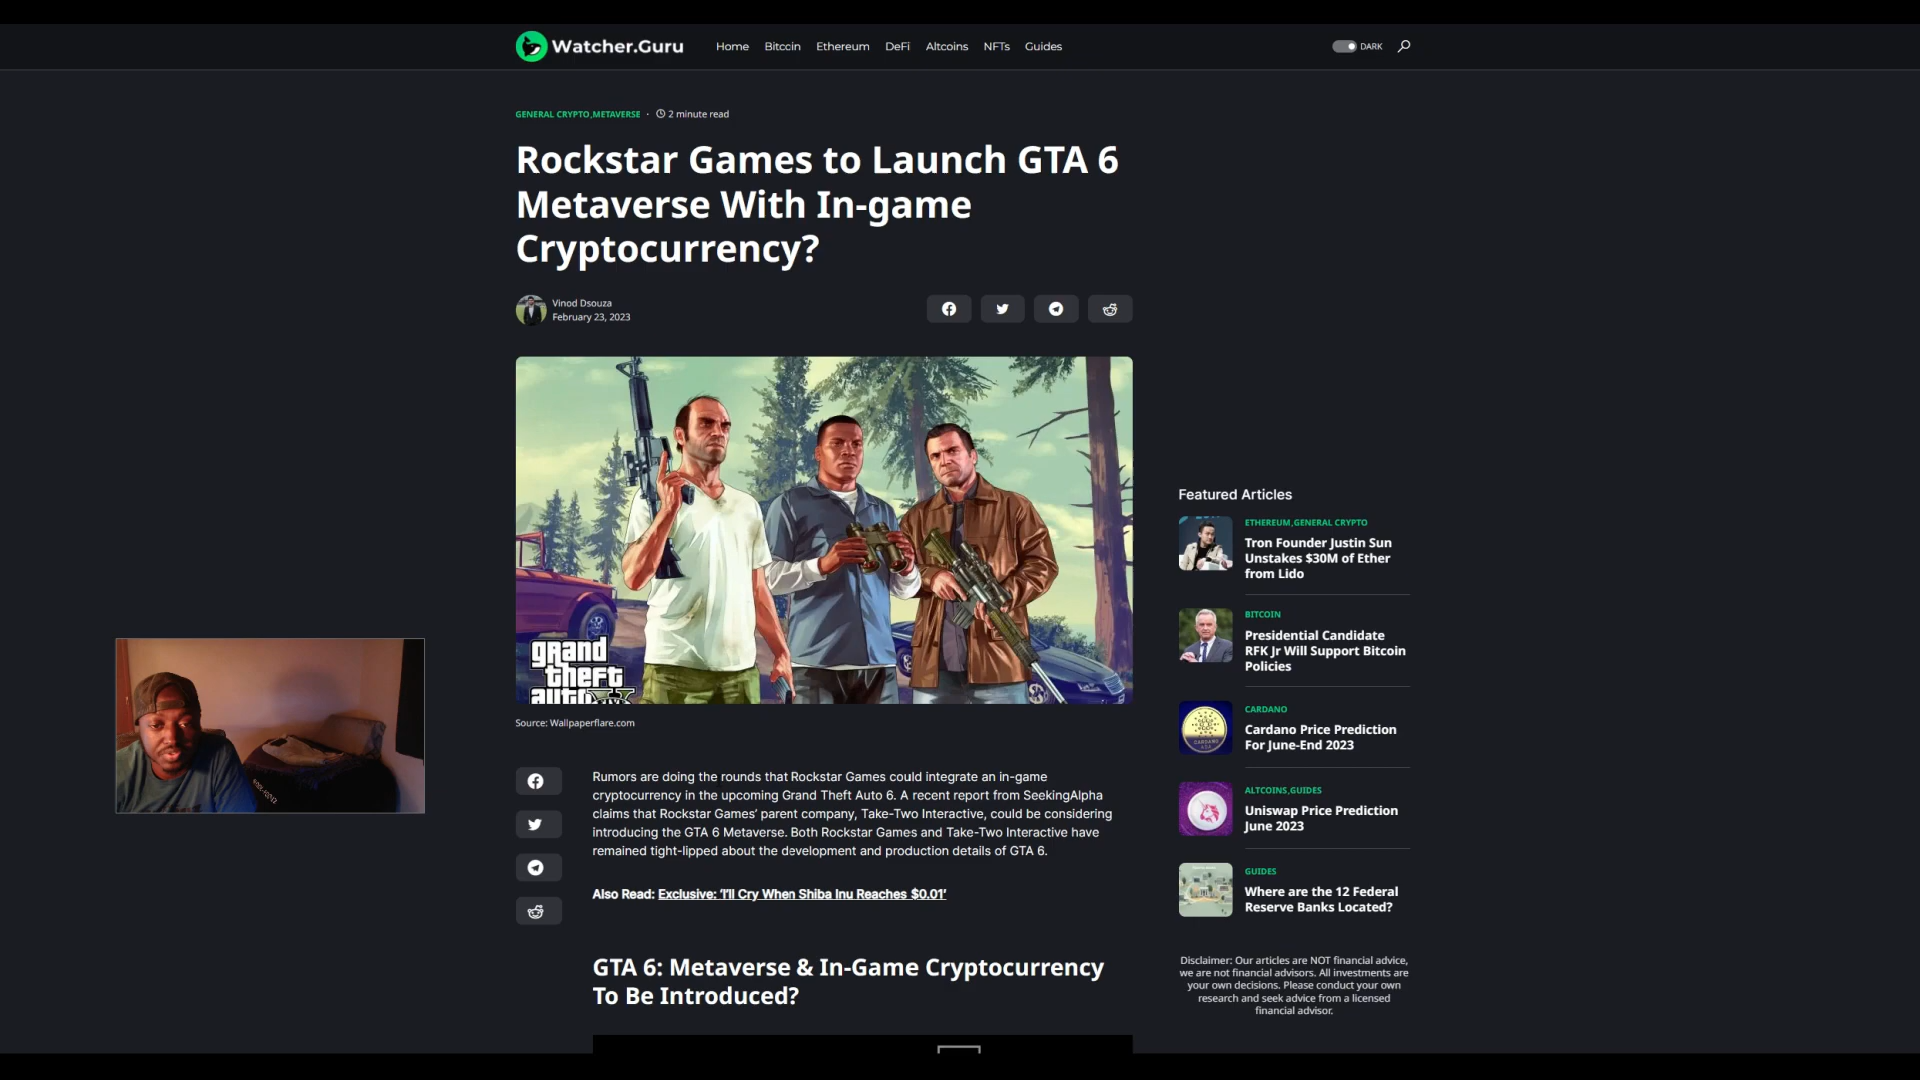 Watcher.Guru
Home Bitcoin Ethereum DeFi Altcoins NFTs Guides
DARK
GENERAL CRYPTO,METAVERSE · 2 minute read
Rockstar Games to Launch GTA 6
Metaverse With In-game
Cryptocurrency?
Vinod Dsouza
February 23, 2023
grand
theft
auto V
Source: Wallpaperflare.com
Rumors are doing the rounds that Rockstar Games could integrate an in-game
cryptocurrency in the upcoming Grand Theft Auto 6. A recent report from SeekingAlpha
claims that Rockstar Games' parent company, Take-Two Interactive, could be considering
introducing the GTA 6 Metaverse. Both Rockstar Games and Take-Two Interactive have
remained tight-lipped about the development and production details of GTA 6.
Also Read: Exclusive: 'I'll Cry When Shiba Inu Reaches $0.01'
GTA 6: Metaverse & In-Game Cryptocurrency
To Be Introduced?
Featured Articles
ETHEREUM,GENERAL CRYPTO
Tron Founder Justin Sun
Unstakes $30M of Ether
from Lido
BITCOIN
Presidential Candidate
RFK Jr Will Support Bitcoin
Policies
CARDANO
Cardano Price Prediction
For June-End 2023
ALTCOINS,GUIDES
Uniswap Price Prediction
June 2023
GUIDES
Where are the 12 Federal
Reserve Banks Located?
Disclaimer: Our articles are NOT financial advice,
we are not financial advisors. All investments are
your own decisions. Please conduct your own
research and seek advice from a licensed
financial advisor.